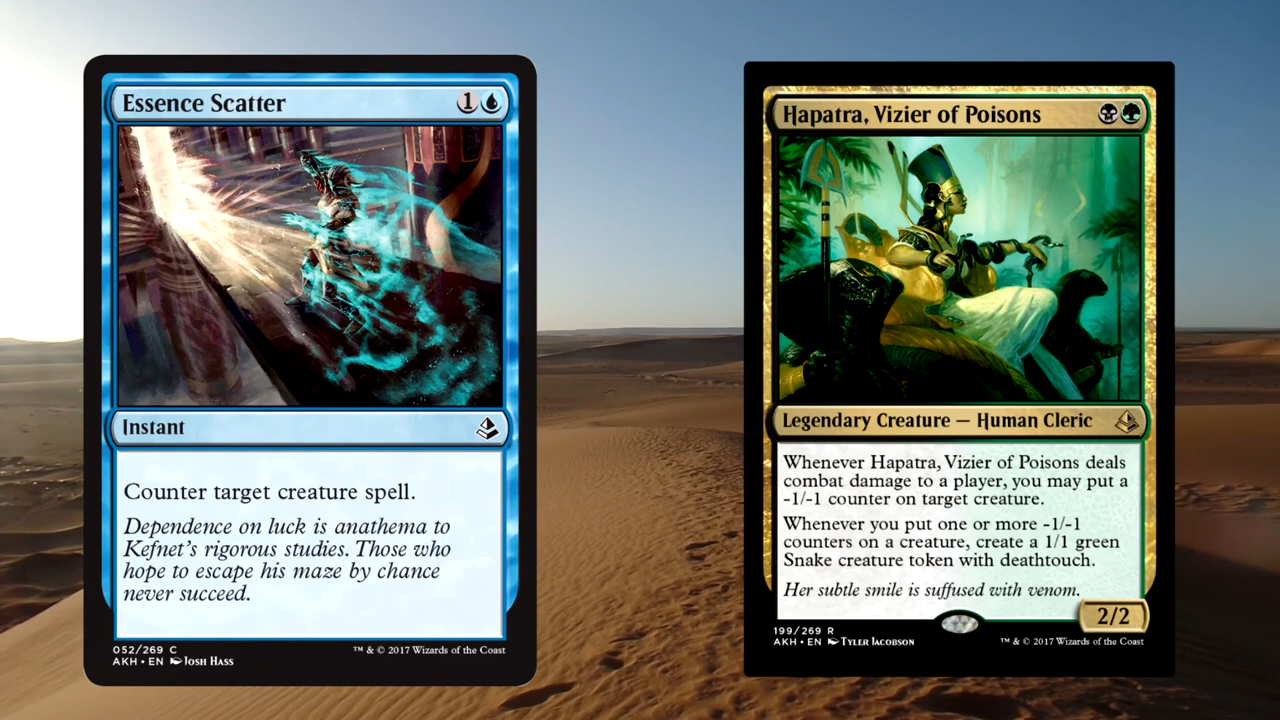 Essence Scatter
1
Instant
Counter target creature spell.
Dependence on luck is anathema to
Kefnet's rigorous studies. Those who
hope to escape his maze by chance
never succeed.
052/269 C
AKH • EN Josh Hass
™ & © 2017 Wizards of the Coast
Hapatra, Vizier of Poisons
Legendary Creature — Human Cleric
Whenever Hapatra, Vizier of Poisons deals
combat damage to a player, you may put a
-1/-1 counter on target creature.
Whenever you put one or more -1/-1
counters on a creature, create a 1/1 green
Snake creature token with deathtouch.
Her subtle smile is suffused with venom.
2/2
199/269 R
AKH • EN Tyler Jacobson
™ & © 2017 Wizards of the Coast